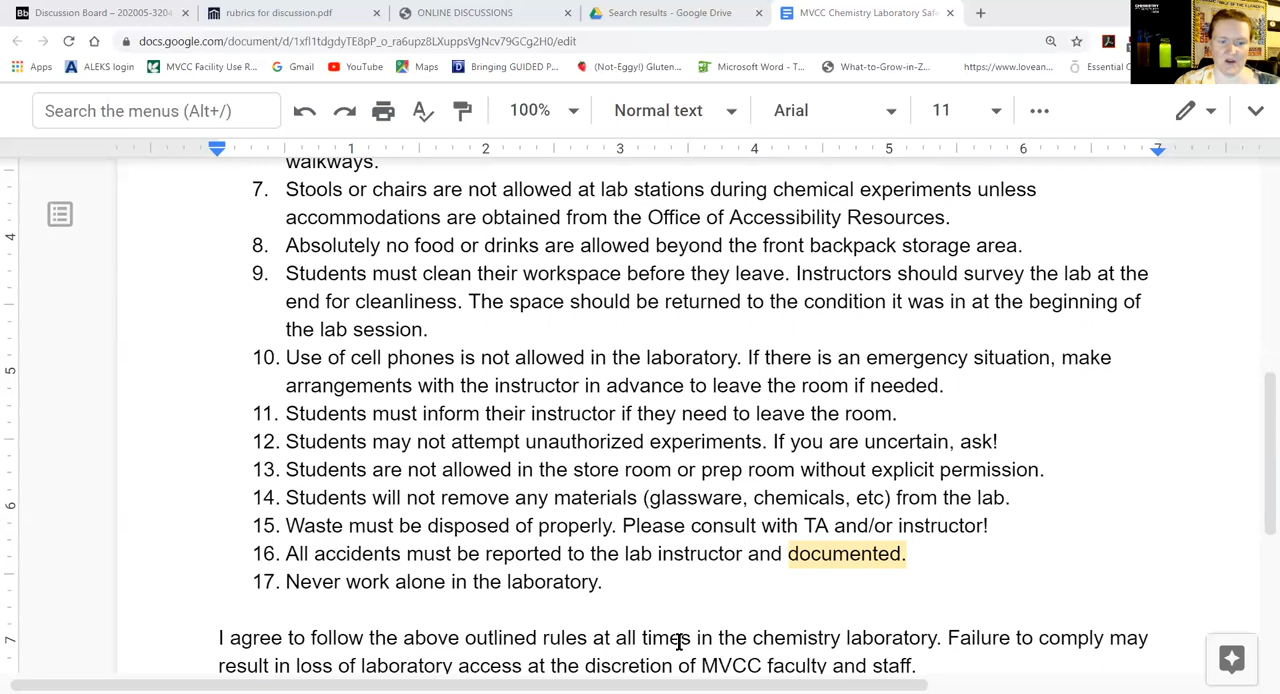 Discussion Board – 202005-3204
rubrics for discussion.pdf
ONLINE DISCUSSIONS
Search results - Google Drive
MVCC Chemistry Laboratory Safe
Apps
ALEKS login
MVCC Facility Use R...
Gmail
YouTube
Maps
Bringing GUIDED P...
(Not-Eggy!) Gluten...
Microsoft Word - T...
What-to-Grow-in-Z...
https://www.lovean...
Essential
Search the menus (Alt+/)
100%
Normal text
Arial
11
1 2 3 4 5 6 7
walkways.
7. Stools or chairs are not allowed at lab stations during chemical experiments unless
accommodations are obtained from the Office of Accessibility Resources.
8. Absolutely no food or drinks are allowed beyond the front backpack storage area.
9. Students must clean their workspace before they leave. Instructors should survey the lab at the
end for cleanliness. The space should be returned to the condition it was in at the beginning of
the lab session.
10. Use of cell phones is not allowed in the laboratory. If there is an emergency situation, make
arrangements with the instructor in advance to leave the room if needed.
11. Students must inform their instructor if they need to leave the room.
12. Students may not attempt unauthorized experiments. If you are uncertain, ask!
13. Students are not allowed in the store room or prep room without explicit permission.
14. Students will not remove any materials (glassware, chemicals, etc) from the lab.
15. Waste must be disposed of properly. Please consult with TA and/or instructor!
16. All accidents must be reported to the lab instructor and documented.
17. Never work alone in the laboratory.
I agree to follow the above outlined rules at all times in the chemistry laboratory. Failure to comply may
result in loss of laboratory access at the discretion of MVCC faculty and staff.
4
5
6
7